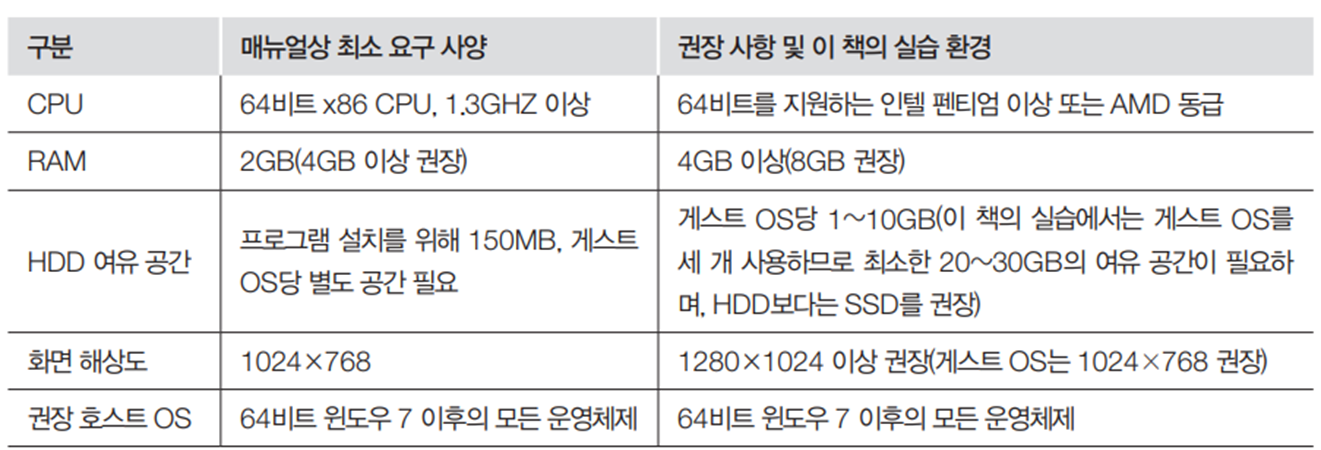 구분 매뉴얼상 최소 요구 사양 권장 사항 및 이 책의 실습 환경
CPU 64비트 x86 CPU, 1.3GHZ 이상 64비트를 지원하는 인텔 펜티엄 이상 또는 AMD 동급
RAM 2GB(4GB 이상 권장) 4GB 이상(8GB 권장)
HDD 여유 공간
프로그램 설치를 위해 150MB, 게스트
OS당 별도 공간 필요
게스트 OS당 1~10GB(이 책의 실습에서는 게스트 OS를
세 개 사용하므로 최소한 20~30GB의 여유 공간이 필요하
며, HDD보다는 SSD를 권장)
화면 해상도 1024×768 1280×1024 이상 권장(게스트 OS는 1024×768 권장)
권장 호스트 OS 64비트 윈도우 7 이후의 모든 운영체제 64비트 윈도우 7 이후의 모든 운영체제